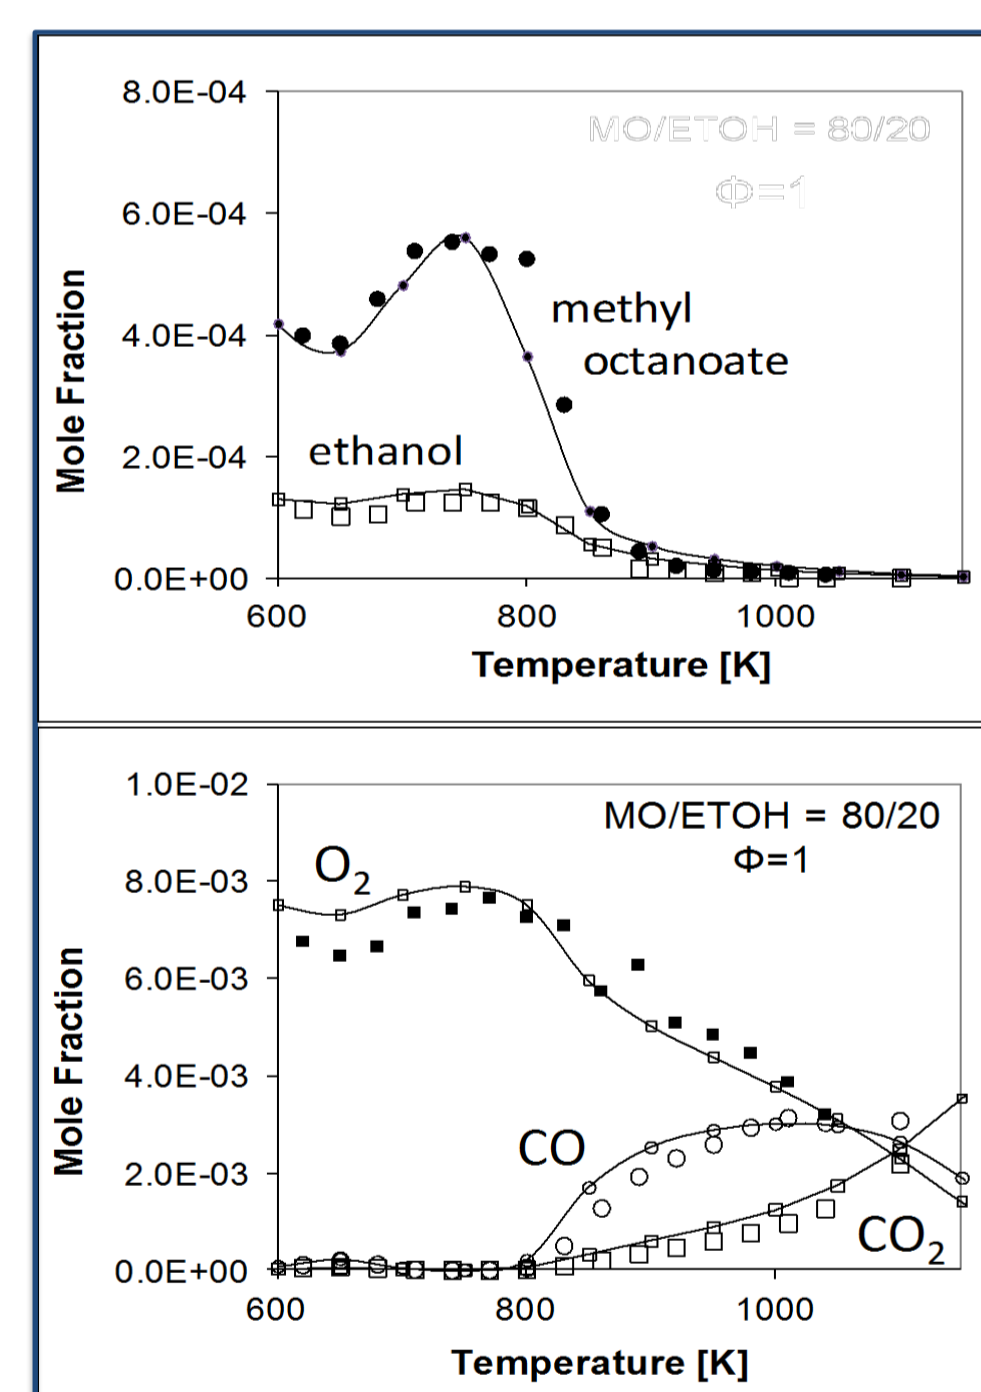 8.0E-04
MO/ETOH = 80/20
6.0E-04
Φ=1
methyl
4.0E-04
octanoate
ethanol
2.0E-04
0.0E+00
600 800 1000
Temperature [K]
Mole Fraction
1.0E-02
MO/ETOH = 80/20
Φ=1
O₂
8.0E-03
6.0E-03
4.0E-03
CO
2.0E-03
CO₂
0.0E+00
600 800 1000
Temperature [K]
Mole Fraction